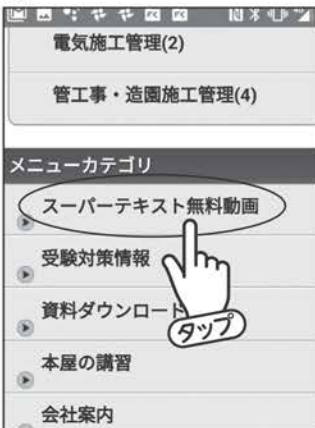 電気施工管理(2)
管工事・造園施工管理(4)
メニューカテゴリ
スーパーテキスト無料動画
受験対策情報
資料ダウンロード
タップ
本屋の講習
会社案内